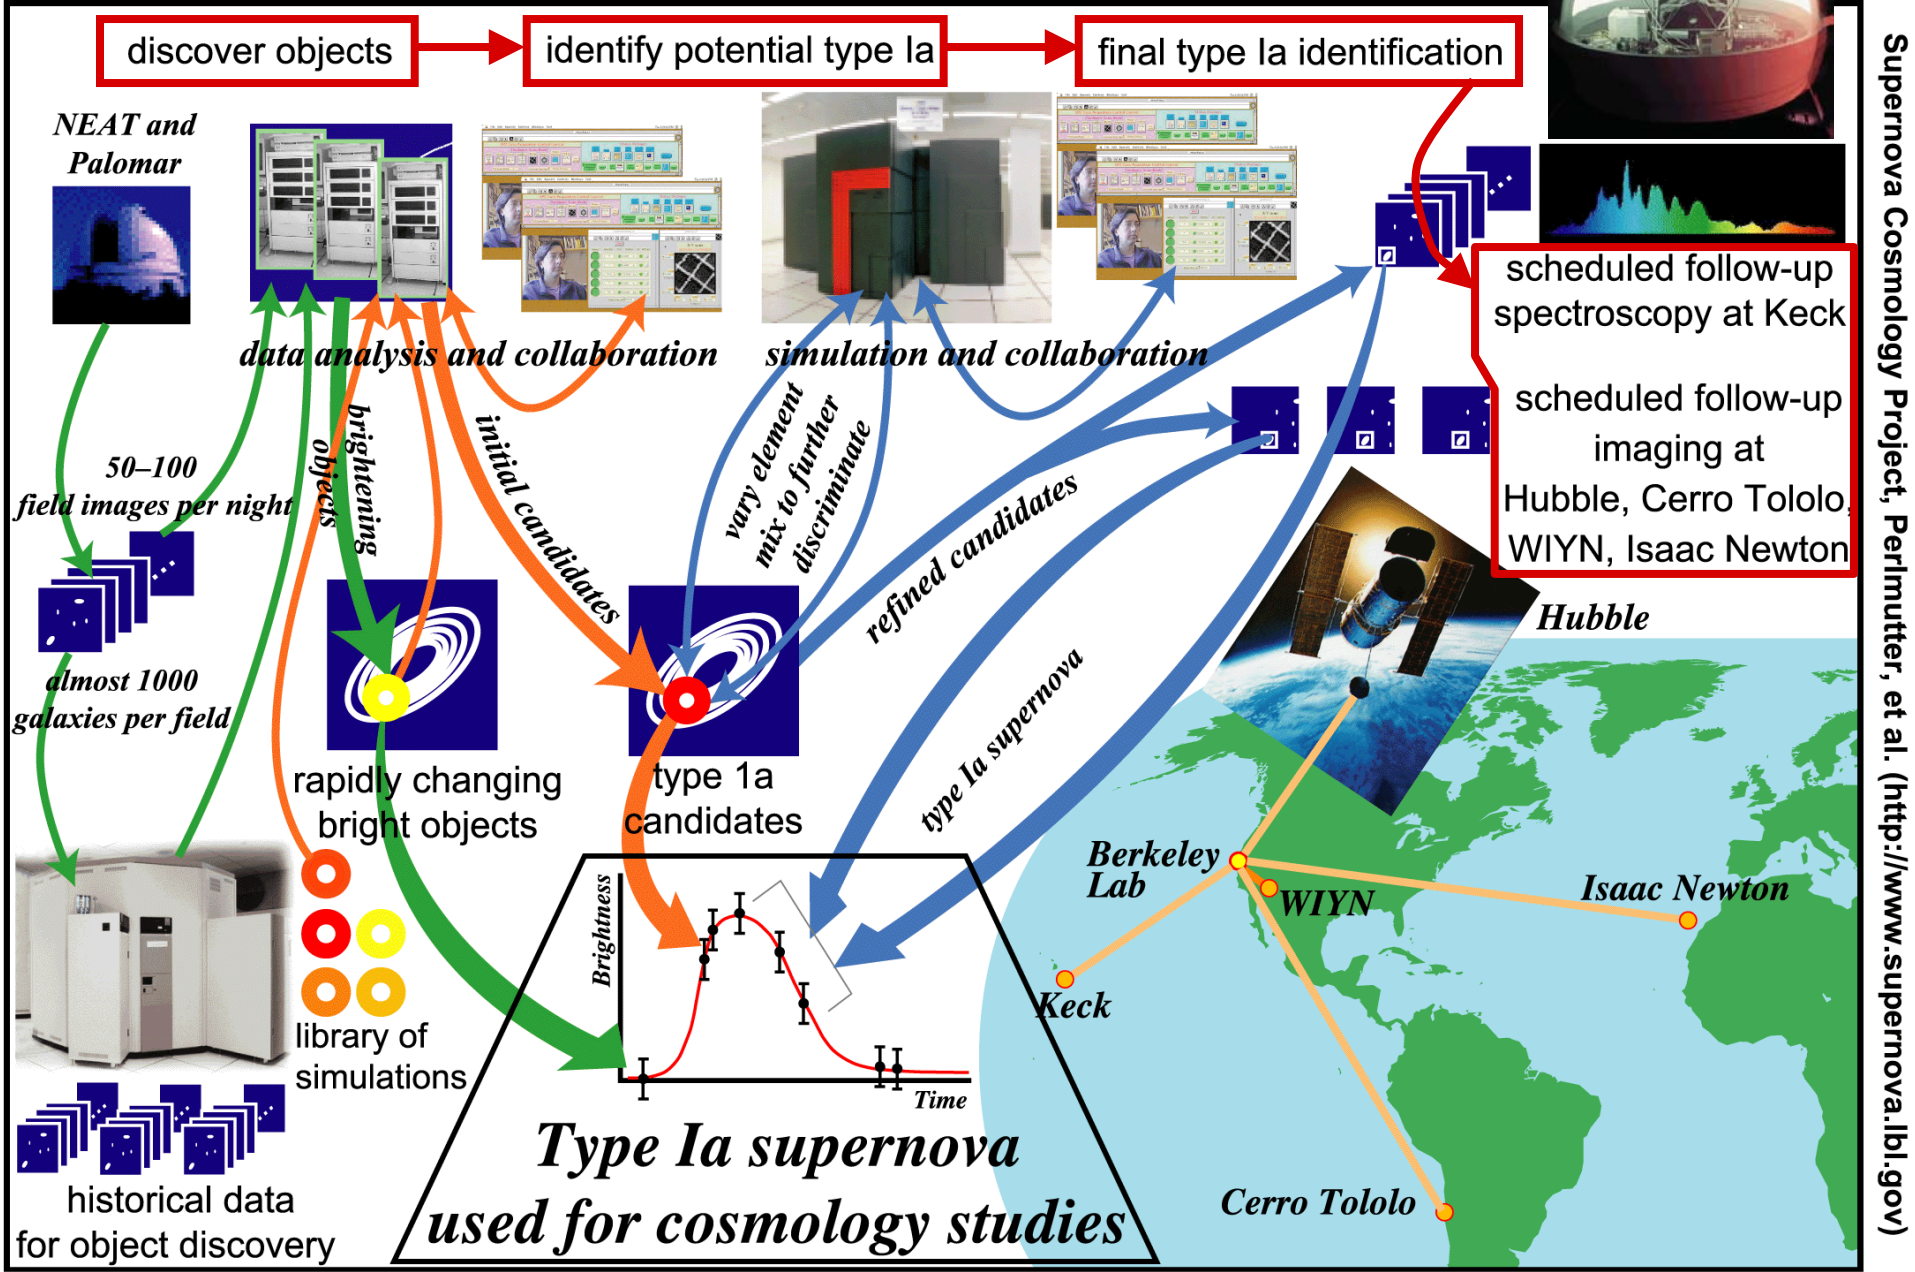 discover objects
identify potential type Ia
final type Ia identification
NEAT and
Palomar
data analysis and collaboration
simulation and collaboration
scheduled follow-up
spectroscopy at Keck
scheduled follow-up
imaging at
Hubble, Cerro Tololo,
WIYN, Isaac Newton
50–100
field images per night
brightening
objects
initial candidates
vary element
mix to further
discriminate
refined candidates
type Ia supernova
almost 1000
galaxies per field
rapidly changing
bright objects
type 1a
candidates
library of
simulations
historical data
for object discovery
Brightness
Time
Type Ia supernova
used for cosmology studies
Hubble
Berkeley
Lab
WIYN
Isaac Newton
Keck
Cerro Tololo
Supernova Cosmology Project, Perlmutter, et al. (http://www.supernova.lbl.gov)